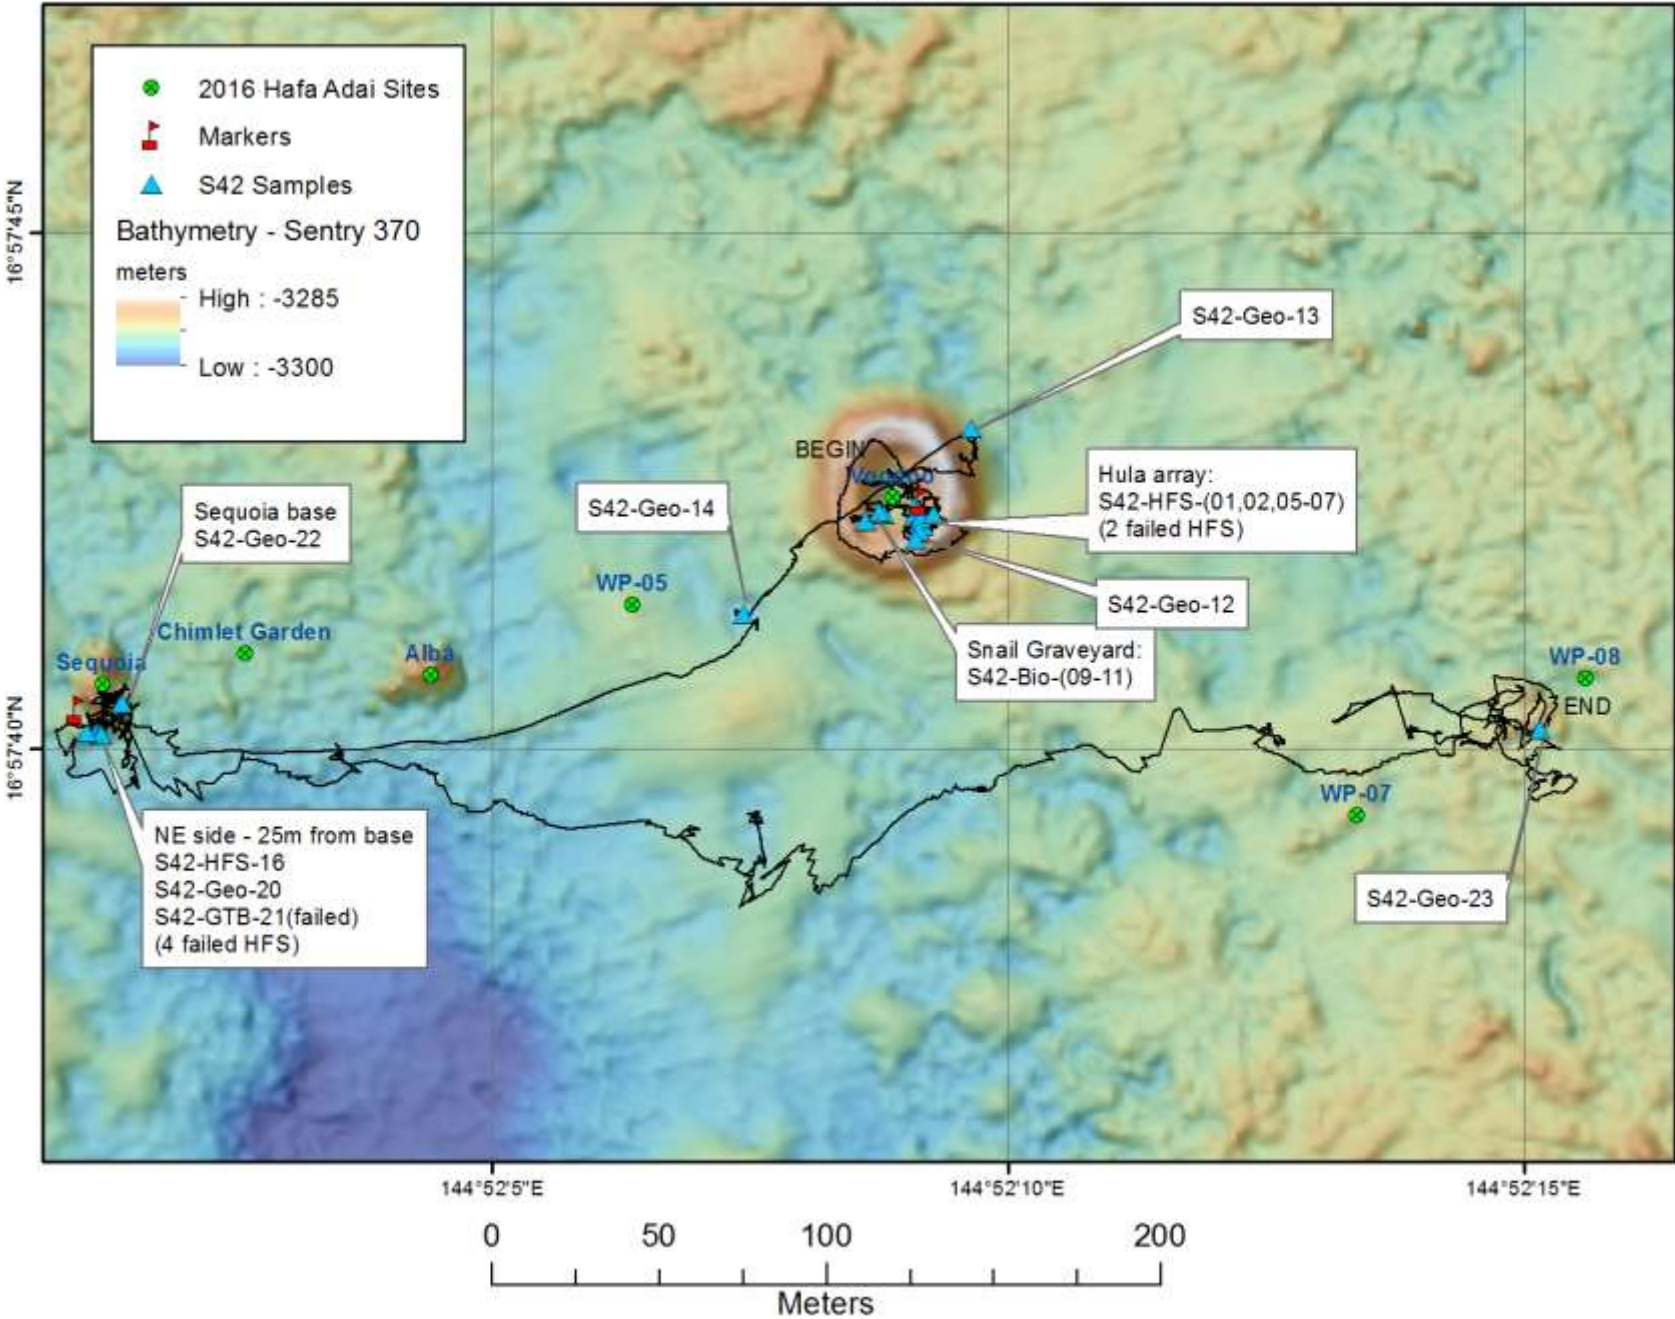 2016 Hafa Adai Sites
Markers
S42 Samples
Bathymetry - Sentry 370
meters
High : -3285
Low : -3300
16°57'45"N
16°57'40"N
S42-Geo-13
BEGIN
Hula array:
S42-HFS-(01,02,05-07)
(2 failed HFS)
S42-Geo-14
Sequoia base
S42-Geo-22
WP-05
S42-Geo-12
Chimlet Garden
Snail Graveyard:
S42-Bio-(09-11)
Sequoia
Alba
WP-08
END
WP-07
NE side - 25m from base
S42-HFS-16
S42-Geo-20
S42-GTB-21(failed)
(4 failed HFS)
S42-Geo-23
144°52'5"E
144°52'10"E
144°52'15"E
0 50 100 200
Meters